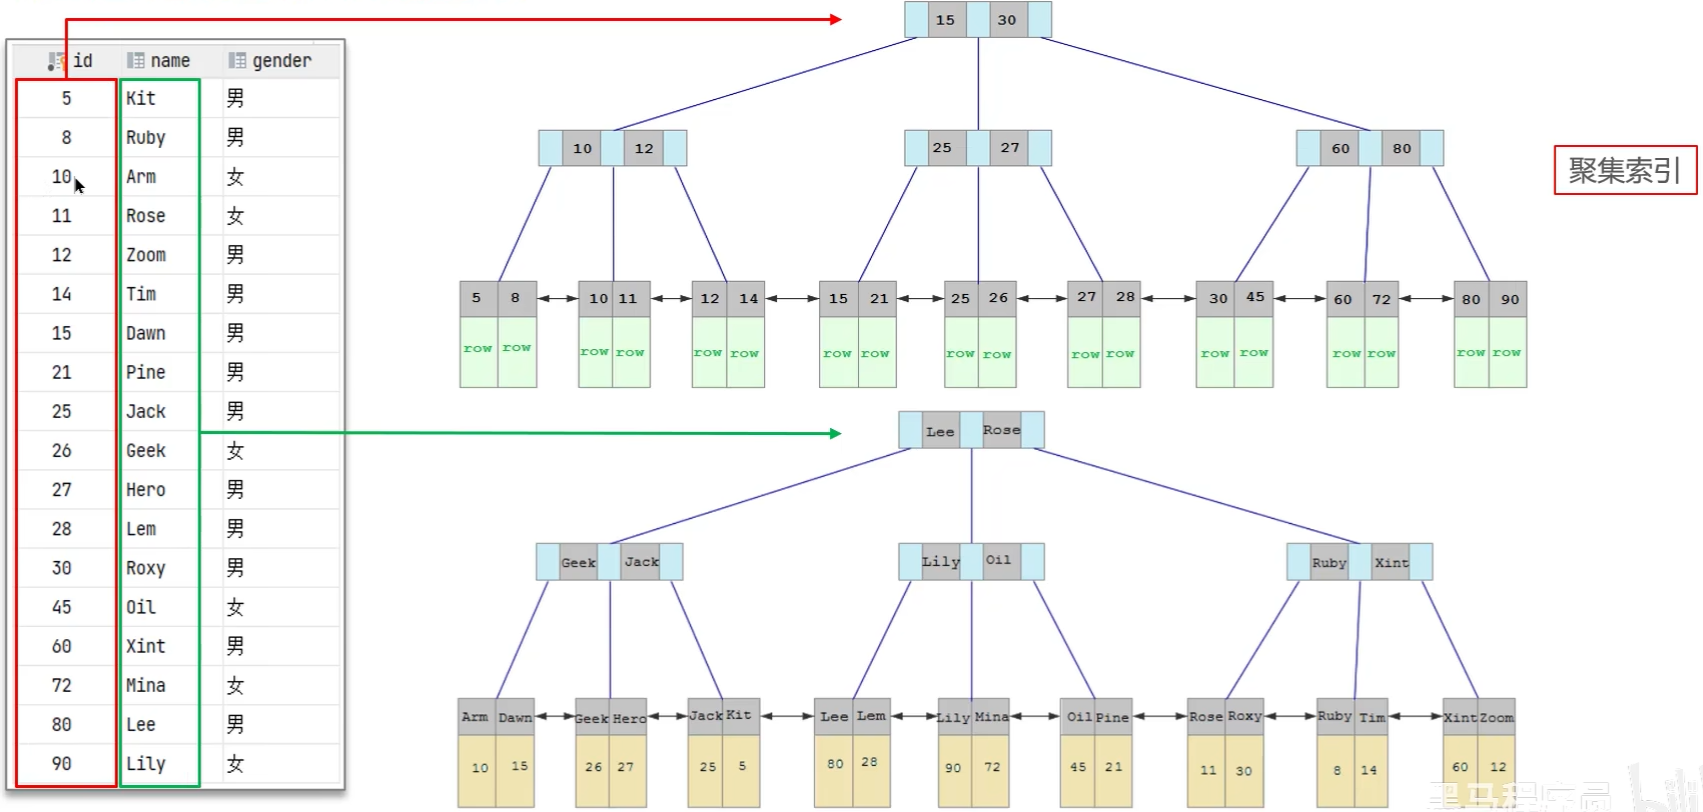 id name gender
5 Kit 男
8 Ruby 男
10 Arm 女
11 Rose 女
12 Zoom 男
14 Tim 男
15 Dawn 男
21 Pine 男
25 Jack 男
26 Geek 女
27 Hero 男
28 Lem 男
30 Roxy 男
45 Oil 女
60 Xint 男
72 Mina 女
80 Lee 男
90 Lily 女
15 30
10 12 25 27 60 80
聚集索引
5 8 10 11 12 14 15 21 25 26 27 28 30 45 60 72 80 90
row row row row row row row row row row row row row row row row row row
Lee Rose
Geek Jack Lily Oil Ruby Xint
Arm Dawn Geek Hero Jack Kit Lee Lem Lily Mina Oil Pine Rose Roxy Ruby Tim Xint Zoom
10 15 26 27 25 5 80 28 90 72 45 21 11 30 8 14 60 12
黑马程序员